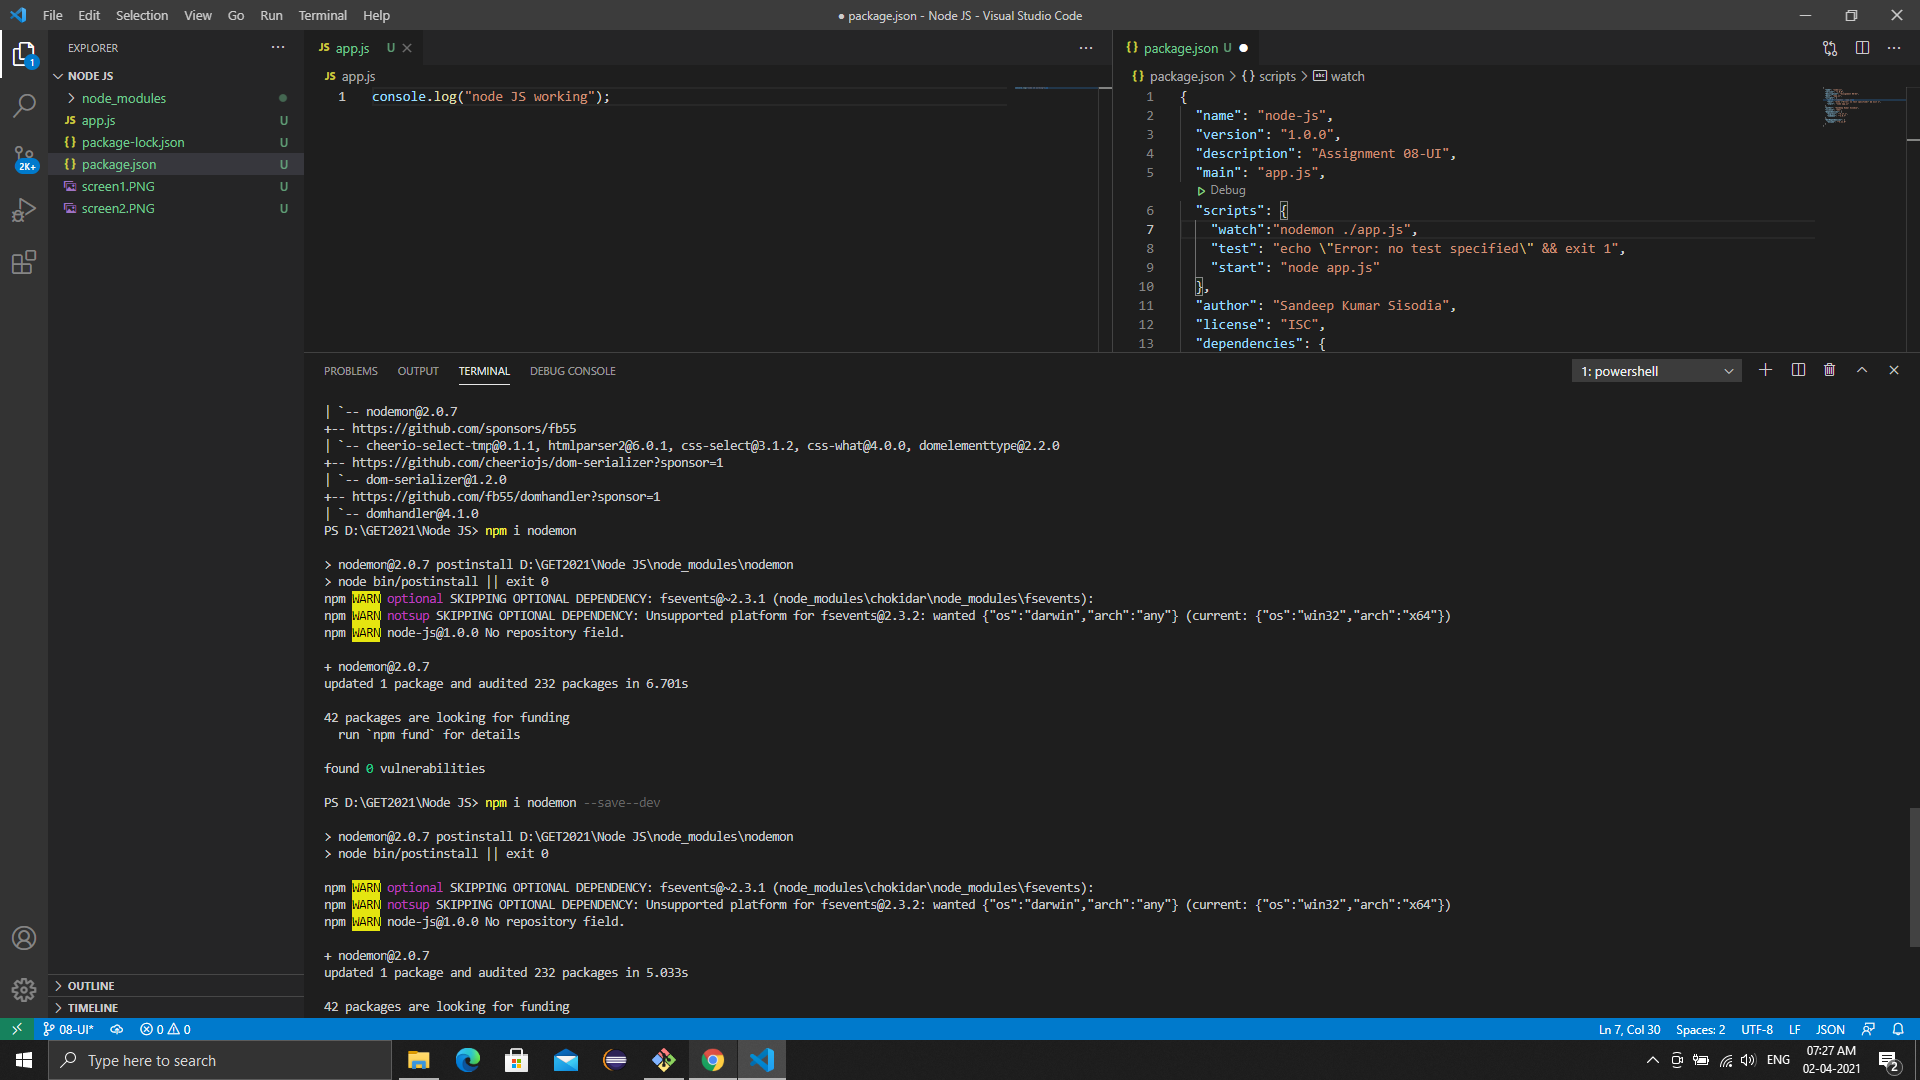 File Edit Selection View Go Run Terminal Help
● package.json - Node JS - Visual Studio Code
EXPLORER
NODE JS
node_modules
app.js U
package-lock.json U
package.json U
screen1.PNG U
screen2.PNG U
OUTLINE
TIMELINE
1
2K+
JS app.js U
JS app.js
1 console.log("node JS working");
{} package.json U ●
{} package.json > {} scripts > abc watch
1 {
2 "name": "node-js",
3 "version": "1.0.0",
4 "description": "Assignment 08-UI",
5 "main": "app.js",
Debug
6 "scripts": {
7 "watch":"nodemon ./app.js",
8 "test": "echo \"Error: no test specified\" && exit 1",
9 "start": "node app.js"
10 },
11 "author": "Sandeep Kumar Sisodia",
12 "license": "ISC",
13 "dependencies": {
PROBLEMS OUTPUT TERMINAL DEBUG CONSOLE
1: powershell
| `-- nodemon@2.0.7
+-- https://github.com/sponsors/fb55
| `-- cheerio-select-tmp@0.1.1, htmlparser2@6.0.1, css-select@3.1.2, css-what@4.0.0, domelementtype@2.2.0
+-- https://github.com/cheeriojs/dom-serializer?sponsor=1
| `-- dom-serializer@1.2.0
+-- https://github.com/fb55/domhandler?sponsor=1
| `-- domhandler@4.1.0
PS D:\GET2021\Node JS> npm i nodemon
> nodemon@2.0.7 postinstall D:\GET2021\Node JS\node_modules\nodemon
> node bin/postinstall || exit 0
npm WARN optional SKIPPING OPTIONAL DEPENDENCY: fsevents@~2.3.1 (node_modules\chokidar\node_modules\fsevents):
npm WARN notsup SKIPPING OPTIONAL DEPENDENCY: Unsupported platform for fsevents@2.3.2: wanted {"os":"darwin","arch":"any"} (current: {"os":"win32","arch":"x64"})
npm WARN node-js@1.0.0 No repository field.
+ nodemon@2.0.7
updated 1 package and audited 232 packages in 6.701s
42 packages are looking for funding
run `npm fund` for details
found 0 vulnerabilities
PS D:\GET2021\Node JS> npm i nodemon --save--dev
> nodemon@2.0.7 postinstall D:\GET2021\Node JS\node_modules\nodemon
> node bin/postinstall || exit 0
npm WARN optional SKIPPING OPTIONAL DEPENDENCY: fsevents@~2.3.1 (node_modules\chokidar\node_modules\fsevents):
npm WARN notsup SKIPPING OPTIONAL DEPENDENCY: Unsupported platform for fsevents@2.3.2: wanted {"os":"darwin","arch":"any"} (current: {"os":"win32","arch":"x64"})
npm WARN node-js@1.0.0 No repository field.
+ nodemon@2.0.7
updated 1 package and audited 232 packages in 5.033s
42 packages are looking for funding
08-UI* 0 0
Ln 7, Col 30 Spaces: 2 UTF-8 LF JSON
Type here to search
ENG
07:27 AM
02-04-2021
2